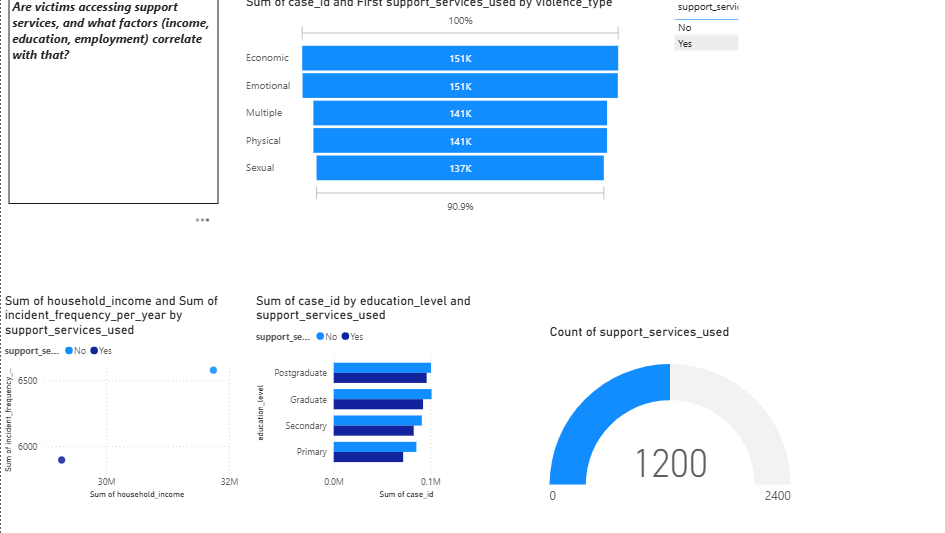 Are victims accessing support
services, and what factors (income,
education, employment) correlate
with that?
Sum of case_id and First support_services_used by violence_type
100%
Economic 151K
Emotional 151K
Multiple 141K
Physical 141K
Sexual 137K
90.9%
support_servic
No
Yes
Sum of household_income and Sum of
incident_frequency_per_year by
support_services_used
support_se... No Yes
Sum of incident_frequency_...
6500
6000
30M 32M
Sum of household_income
Sum of case_id by education_level and
support_services_used
support_se... No Yes
education_level
Postgraduate
Graduate
Secondary
Primary
0.0M 0.1M
Sum of case_id
Count of support_services_used
1200
0 2400